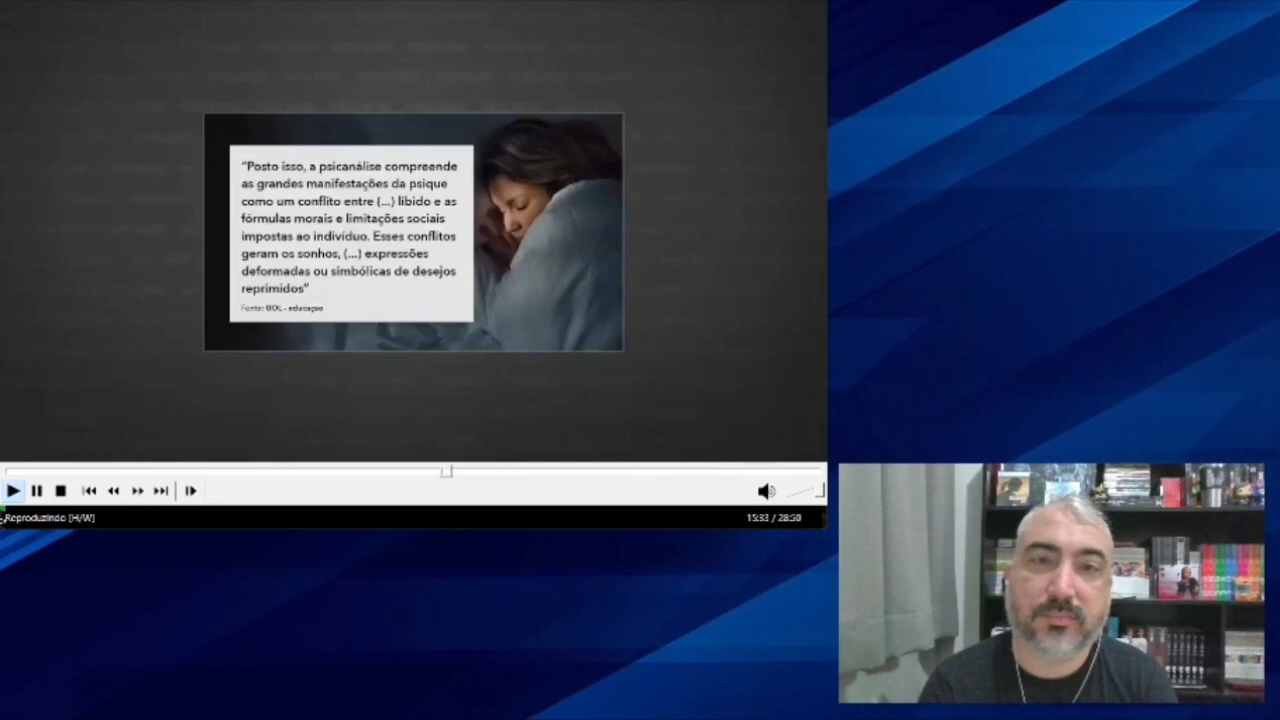 “Posto isso, a psicanálise compreende
as grandes manifestações da psique
como um conflito entre (...) libido e as
fórmulas morais e limitações sociais
impostas ao indivíduo. Esses conflitos
geram os sonhos, (...) expressões
deformadas ou simbólicas de desejos
reprimidos”
Fonte: UOL - educação
Reproduzindo [H/W]
15:33 / 28:50